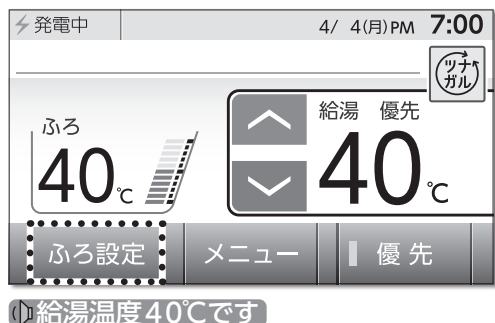 発電中 4/ 4(月)PM 7:00
ツナ
ガル
ふろ
40℃
給湯 優先
40℃
ふろ設定 メニュー 優先
給湯温度40℃です